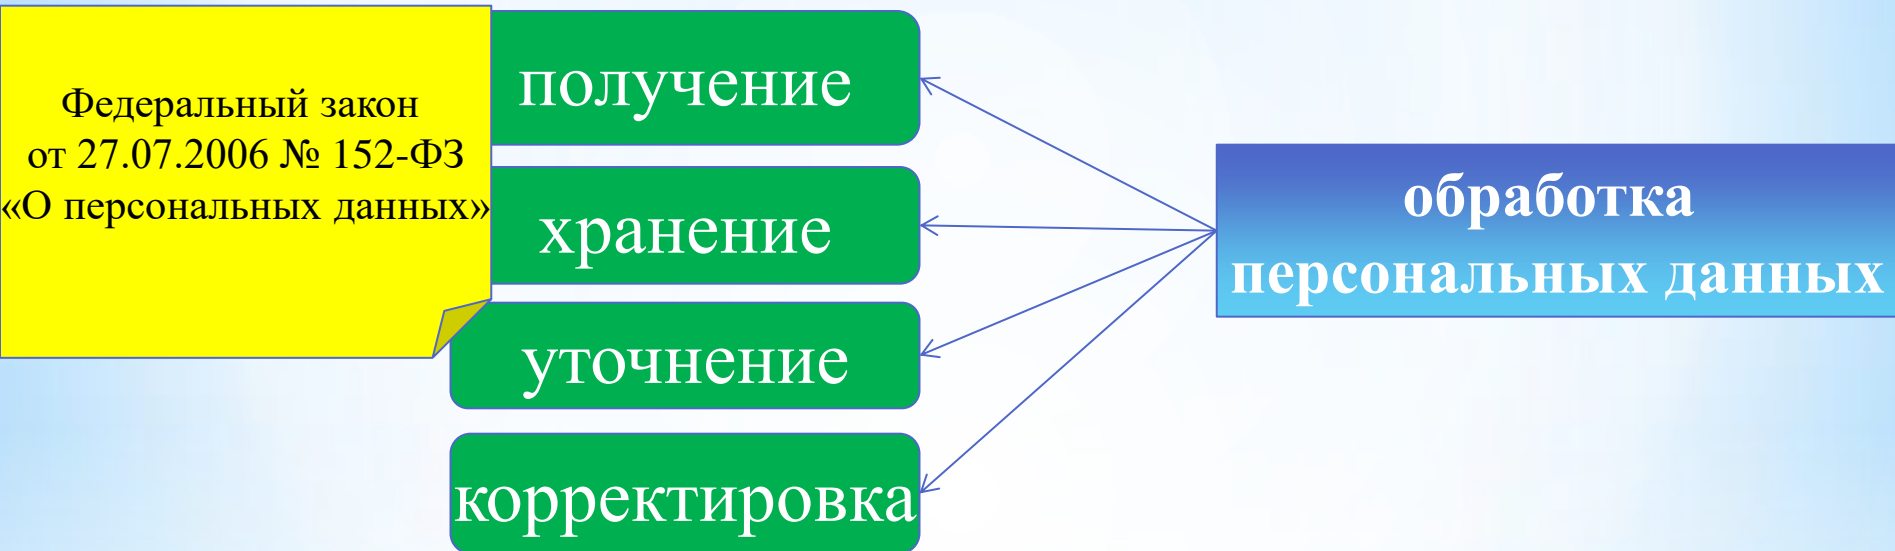 Федеральный закон
от 27.07.2006 № 152-ФЗ
«О персональных данных»
получение
хранение
уточнение
корректировка
обработка
персональных данных